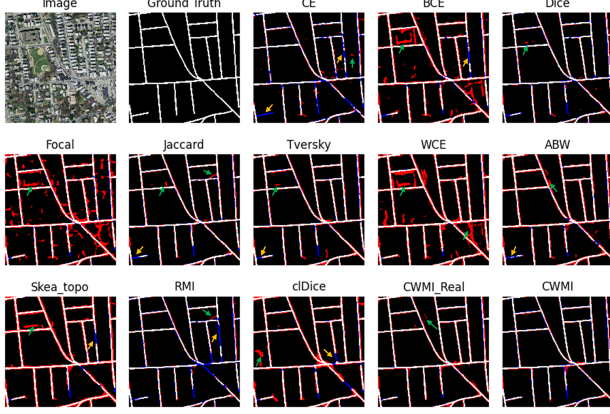 Image Ground Truth CE BCE Dice
Focal Jaccard Tversky WCE ABW
Skea_topo RMI clDice CWMI_Real CWMI